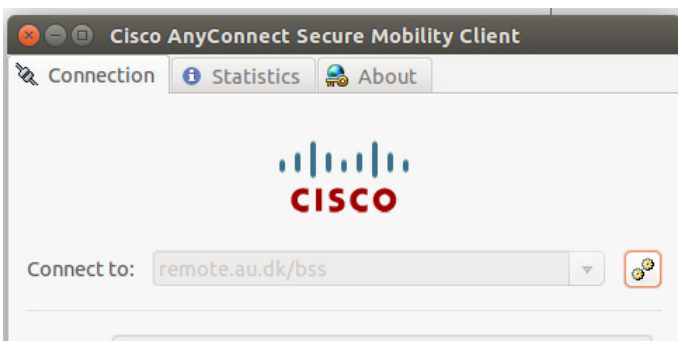 Cisco AnyConnect Secure Mobility Client
Connection Statistics About
CISCO
Connect to: remote.au.dk/bss